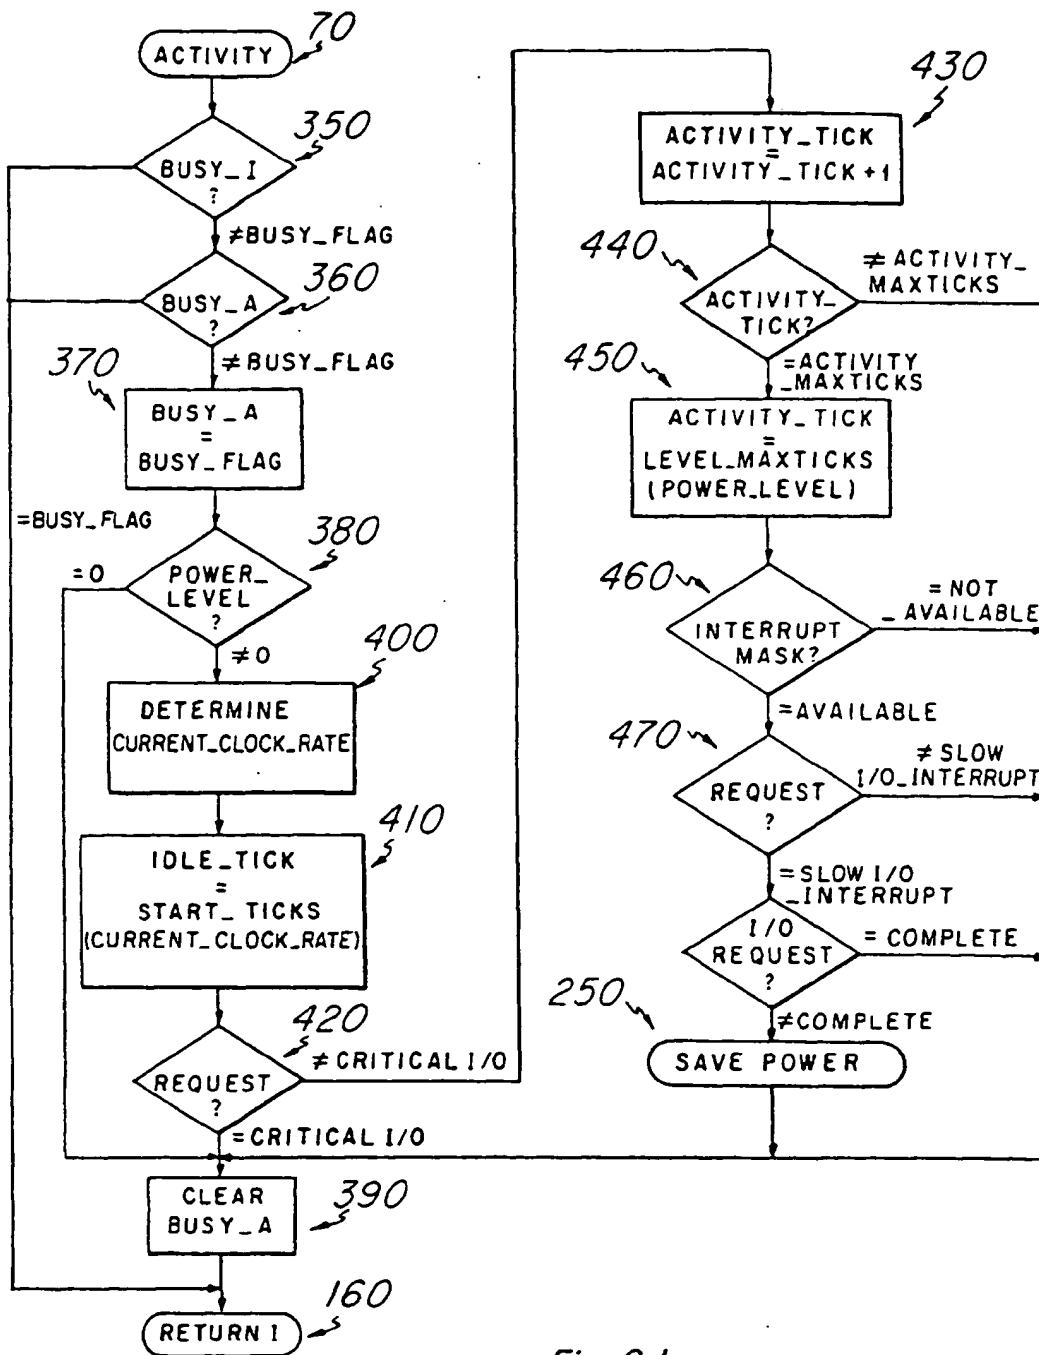 ACTIVITY
70
BUSY_I
?
350
≠BUSY_FLAG
BUSY_A
?
360
≠BUSY_FLAG
370
BUSY_A
=
BUSY_FLAG
=BUSY_FLAG
380
=0
POWER_
LEVEL
?
≠0
400
DETERMINE
CURRENT_CLOCK_RATE
410
IDLE_TICK
=
START_TICKS
(CURRENT_CLOCK_RATE)
420
REQUEST
?
≠CRITICAL I/O
=CRITICAL I/O
CLEAR
BUSY_A
390
160
RETURN I
430
ACTIVITY_TICK
=
ACTIVITY_TICK+1
440
ACTIVITY_
TICK?
≠ACTIVITY_
MAXTICKS
=ACTIVITY
_MAXTICKS
450
ACTIVITY_TICK
=
LEVEL_MAXTICKS
(POWER_LEVEL)
460
INTERRUPT
MASK?
=NOT
_AVAILABLE
=AVAILABLE
470
REQUEST
?
≠SLOW
I/O_INTERRUPT
=SLOW I/O
_INTERRUPT
I/O
REQUEST
?
=COMPLETE
≠COMPLETE
250
SAVE POWER